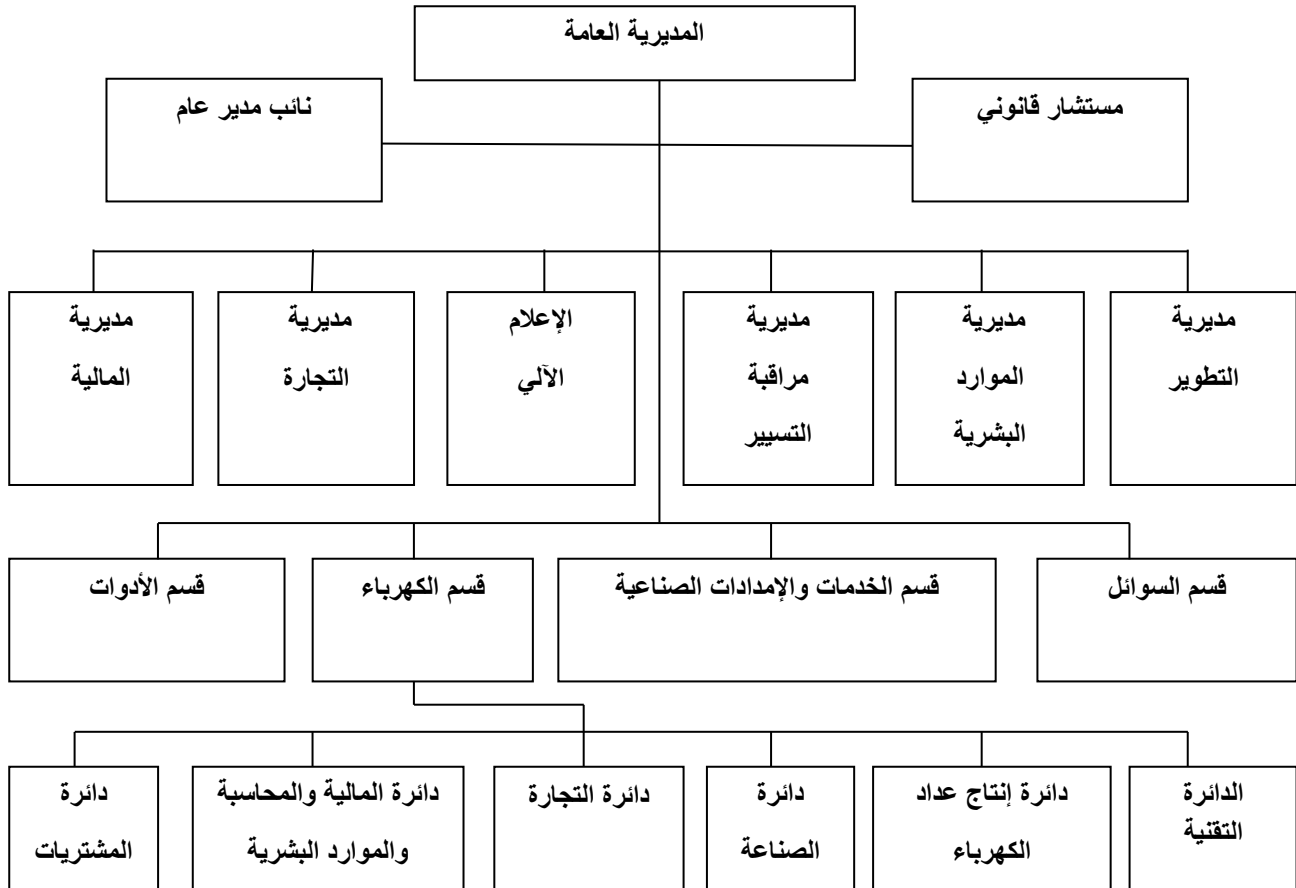 المديرية العامة
مستشار قانوني
نائب مدير عام
مديرية
التطوير
مديرية
الموارد
البشرية
مديرية
مراقبة
التسيير
الإعلام
الآلي
مديرية
التجارة
مديرية
المالية
قسم السوائل
قسم الخدمات والإمدادات الصناعية
قسم الكهرباء
قسم الأدوات
الدائرة
التقنية
دائرة إنتاج عداد
الكهرباء
دائرة
الصناعة
دائرة التجارة
دائرة المالية والمحاسبة
والموارد البشرية
دائرة
المشتريات